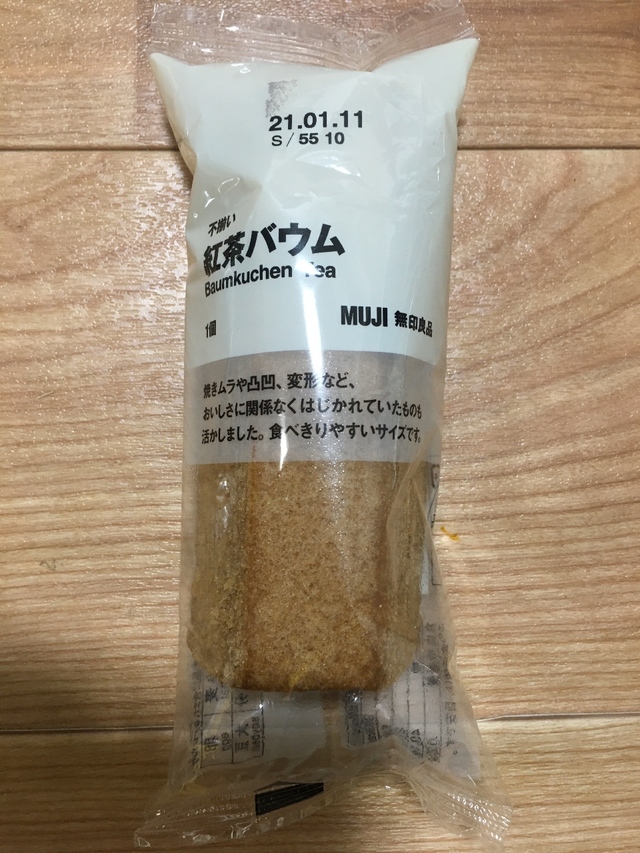 21.01.11
S/55 10
不揃い
紅茶バウム
Baumkuchen Tea
1個
MUJI 無印良品
焼きムラや凸凹、変形など、
おいしさに関係なくはじかれていたものも
活かしました。食べきりやすいサイズです。